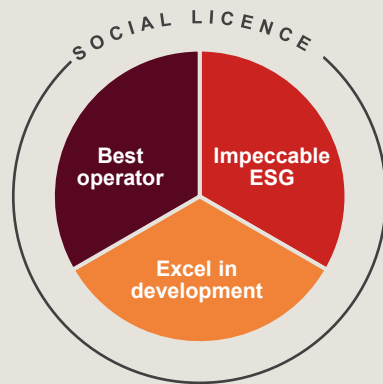 SOCIAL LICENCE
Best
operator
Impeccable
ESG
Excel in
development